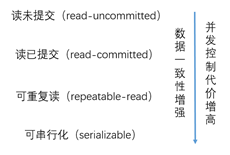 读未提交（read-uncommitted）
读已提交（read-committed）
可重复读（repeatable-read）
可串行化（serializable）
数据一致性增强
并发控制代价增高